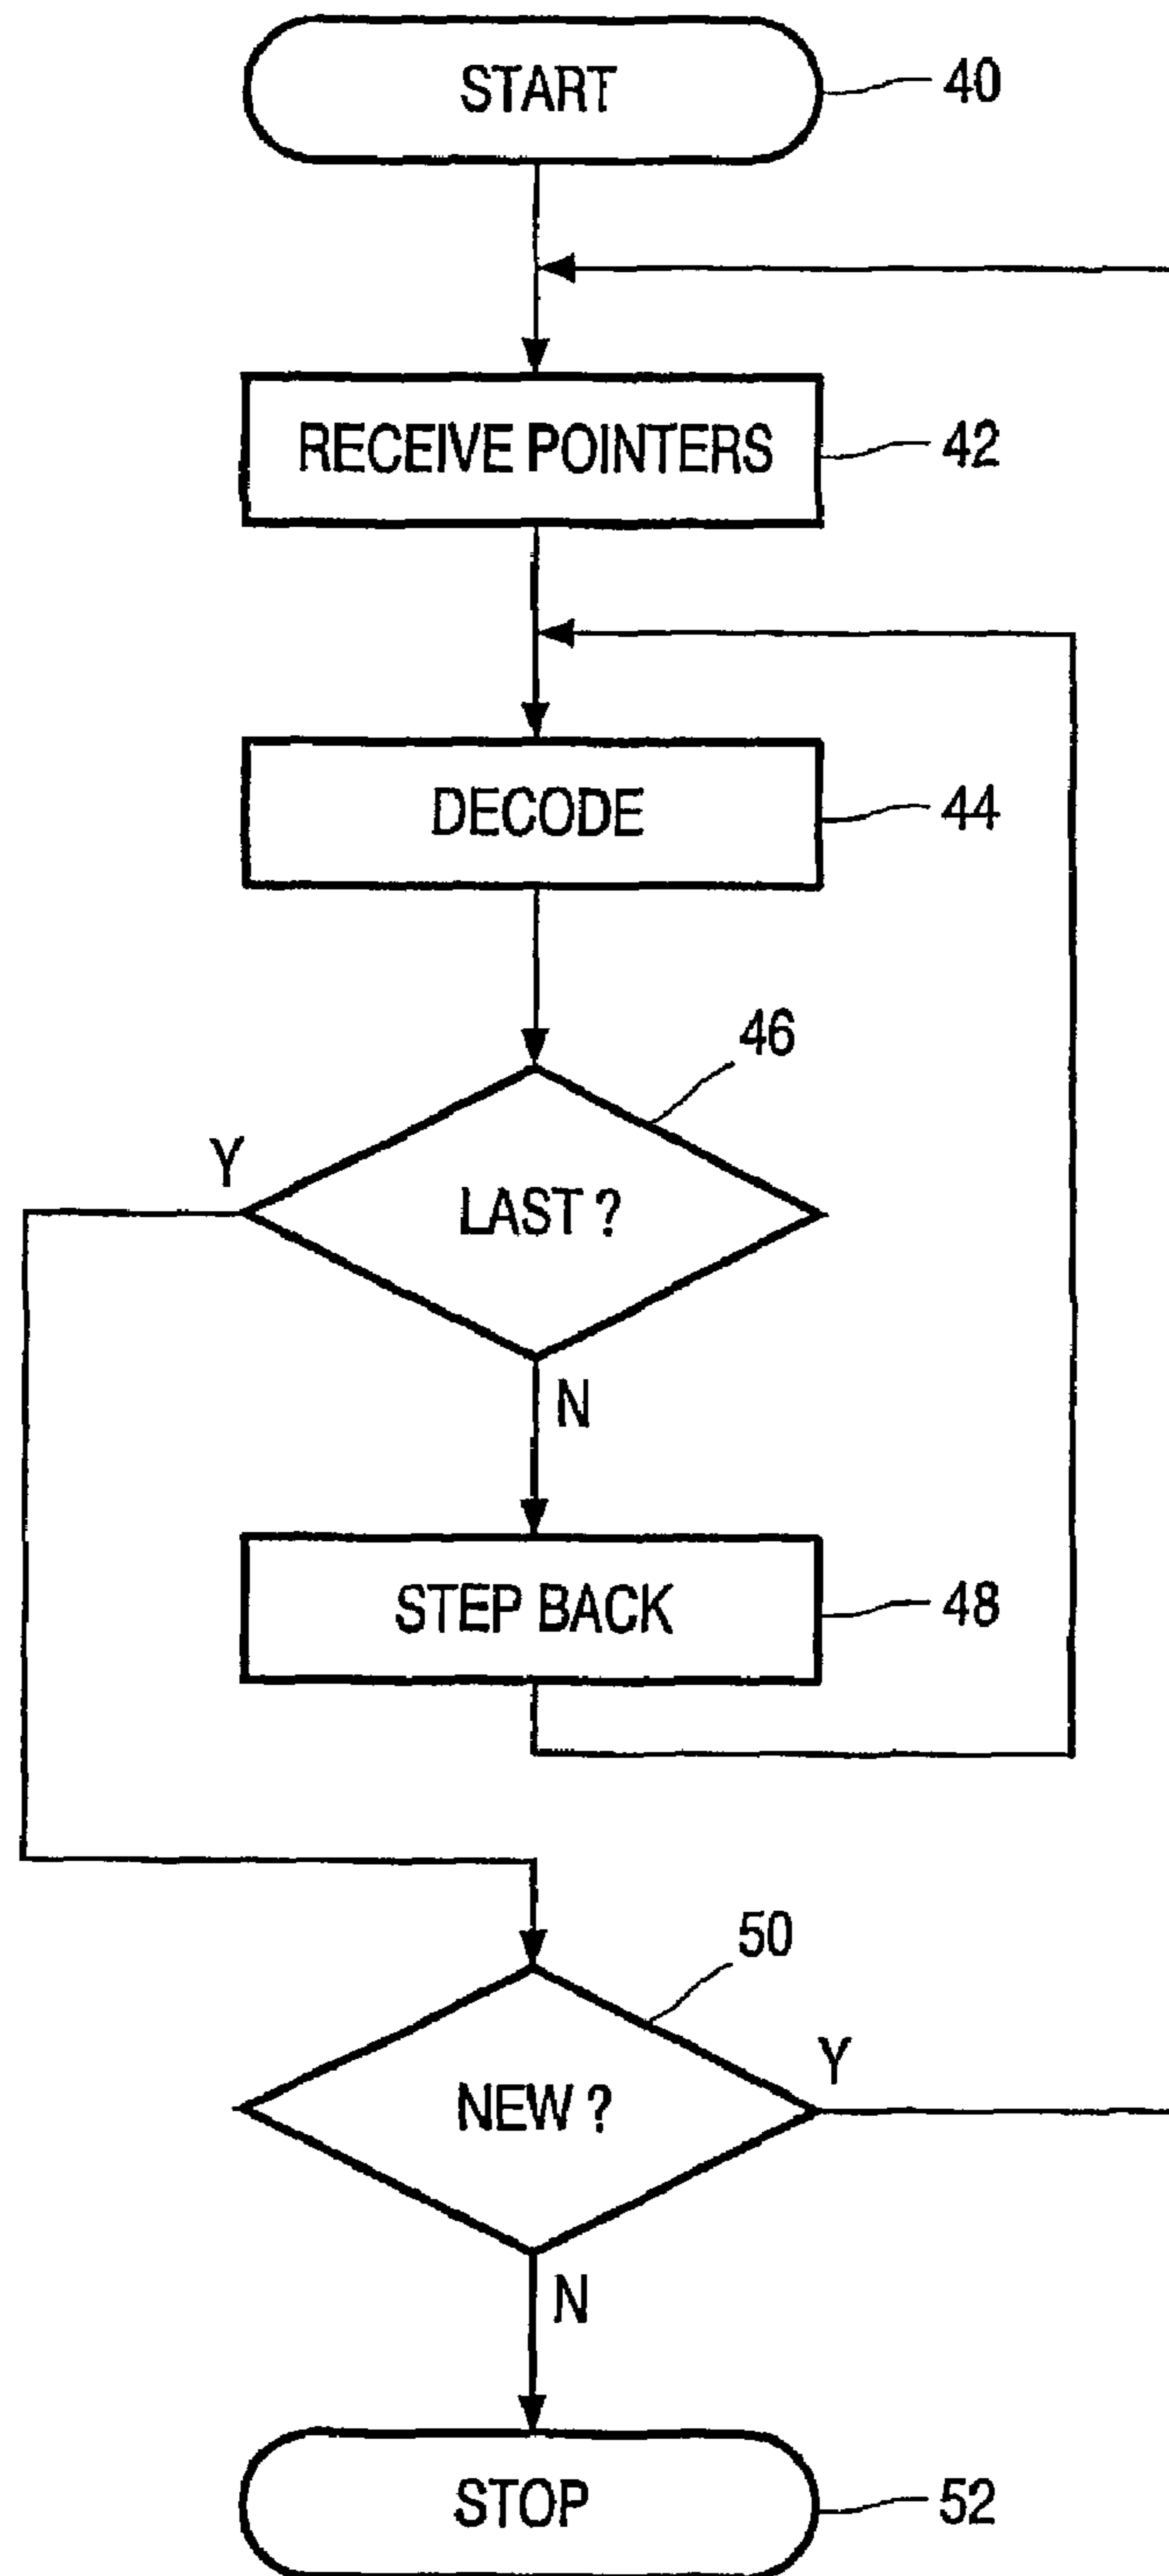 START
40
RECEIVE POINTERS
42
DECODE
44
46
Y
LAST ?
N
STEP BACK
48
50
Y
NEW ?
N
STOP
52